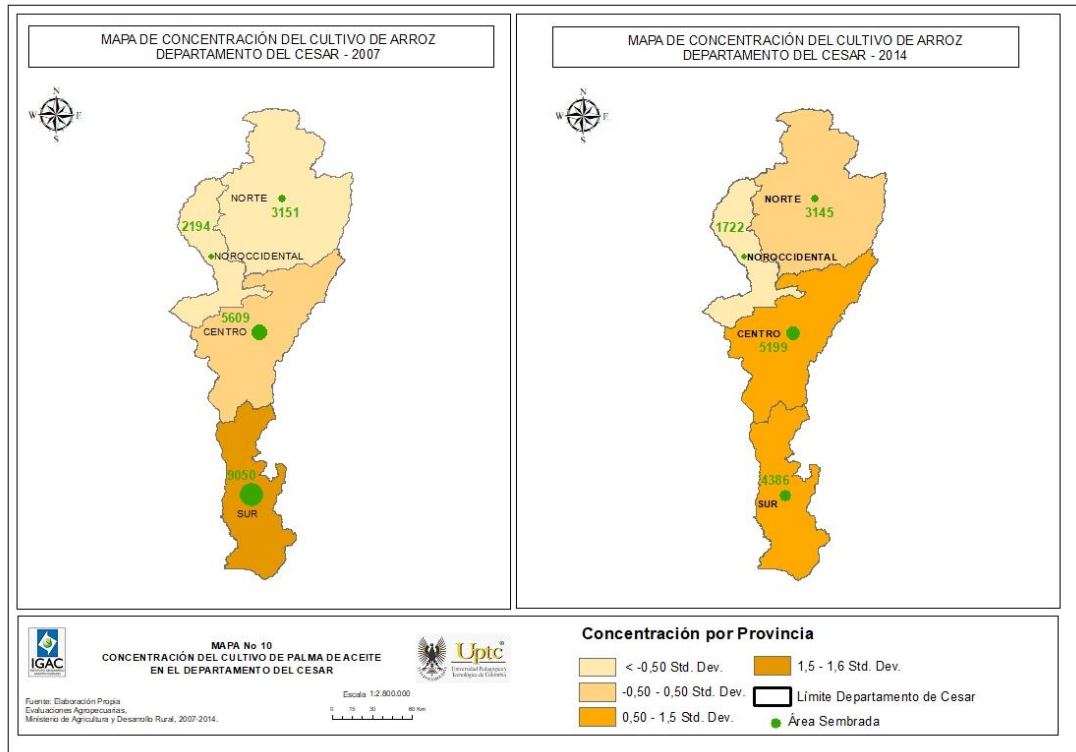 MAPA DE CONCENTRACIÓN DEL CULTIVO DE ARROZ
DEPARTAMENTO DEL CESAR - 2007
N
W
E
S
NORTE
3151
2194
NOROCCIDENTAL
5609
CENTRO
9050
SUR
MAPA DE CONCENTRACIÓN DEL CULTIVO DE ARROZ
DEPARTAMENTO DEL CESAR - 2014
N
W
E
S
NORTE
3145
1722
NOROCCIDENTAL
CENTRO
5199
4386
SUR
IGAC
MAPA No 10
CONCENTRACIÓN DEL CULTIVO DE PALMA DE ACEITE
EN EL DEPARTAMENTO DEL CESAR
Uptc
Universidad Pedagógica y
Tecnológica de Colombia
Fuente: Elaboración Propia
Evaluaciones Agropecuarias,
Ministerio de Agricultura y Desarrollo Rural, 2007-2014.
Escala 1:2.800.000
0 15 30 60 Km
Concentración por Provincia
< -0,50 Std. Dev.
-0,50 - 0,50 Std. Dev.
0,50 - 1,5 Std. Dev.
1,5 - 1,6 Std. Dev.
Límite Departamento de Cesar
Área Sembrada